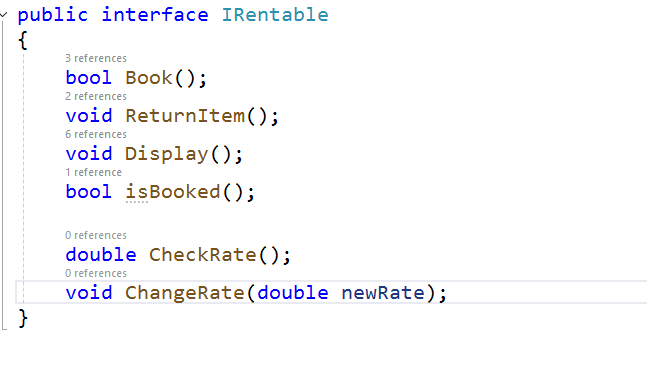 public interface IRentable
{
3 references
bool Book();
2 references
void ReturnItem();
6 references
void Display();
1 reference
bool isBooked();
0 references
double CheckRate();
0 references
void ChangeRate(double newRate);
}